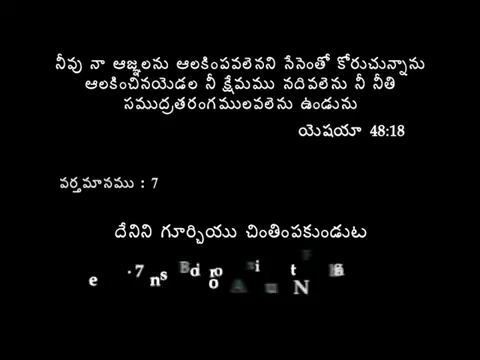 నీవు నా ఆజ్ఞలను ఆలకింపవలెనని నేనెంతో కోరుచున్నాను
ఆలకించినయెడల నీ క్షేమము నదివలెను నీ నీతి
సముద్రతరంగములవలెను ఉండును
యెషయా 48:18
వర్తమానము : 7
దేనిని గూర్చియు చింతింపకుండుట